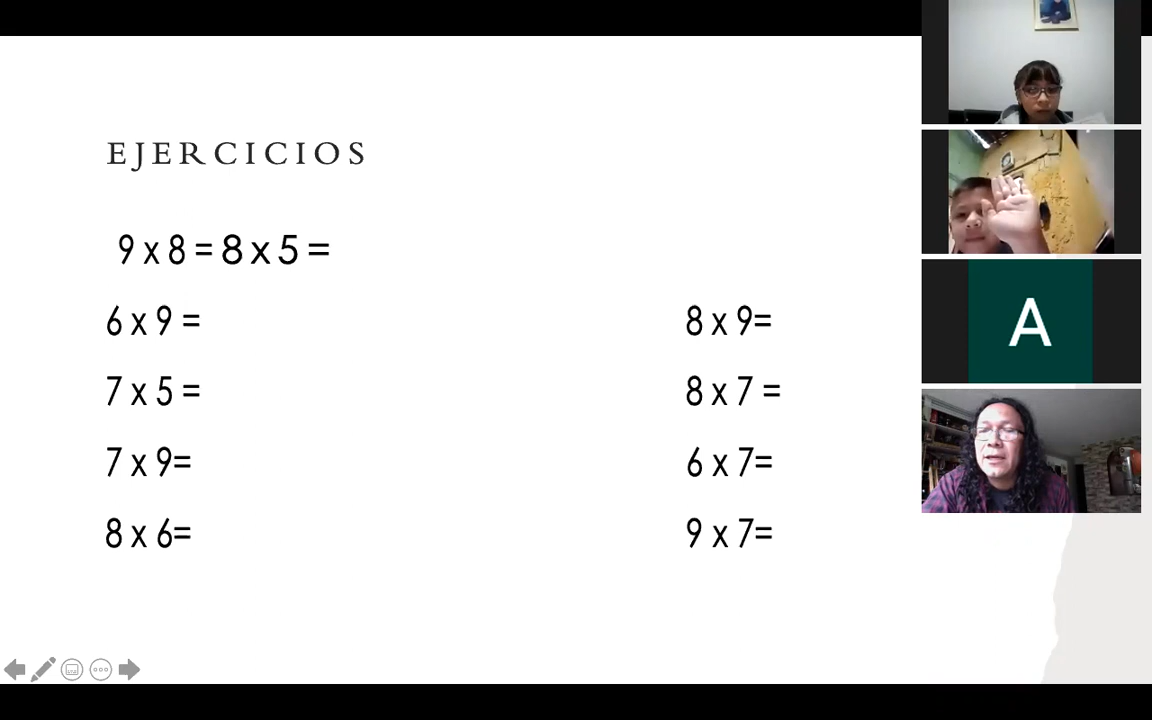 EJERCICIOS
9 x 8 = 8 x 5 =
6 x 9 =
7 x 5 =
7 x 9=
8 x 6=
8 x 9=
8 x 7 =
6 x 7=
9 x 7=
A